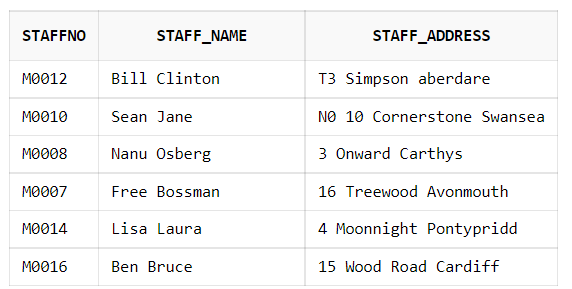 STAFFNO STAFF_NAME STAFF_ADDRESS
M0012 Bill Clinton T3 Simpson aberdare
M0010 Sean Jane N0 10 Cornerstone Swansea
M0008 Nanu Osberg 3 Onward Carthys
M0007 Free Bossman 16 Treewood Avonmouth
M0014 Lisa Laura 4 Moonnight Pontypridd
M0016 Ben Bruce 15 Wood Road Cardiff